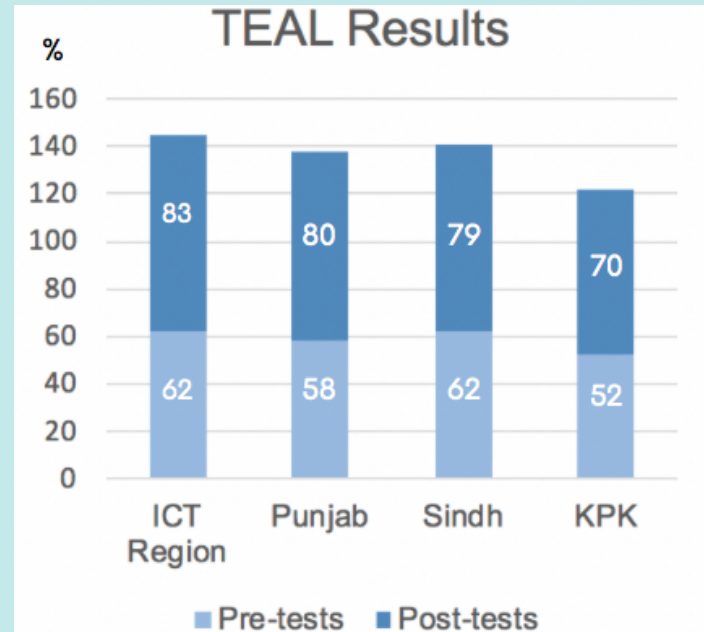 TEAL Results
%
160
140
120
100
80
60
40
20
0
83 80 79 70
62 58 62 52
ICT Region Punjab Sindh KPK
Pre-tests Post-tests